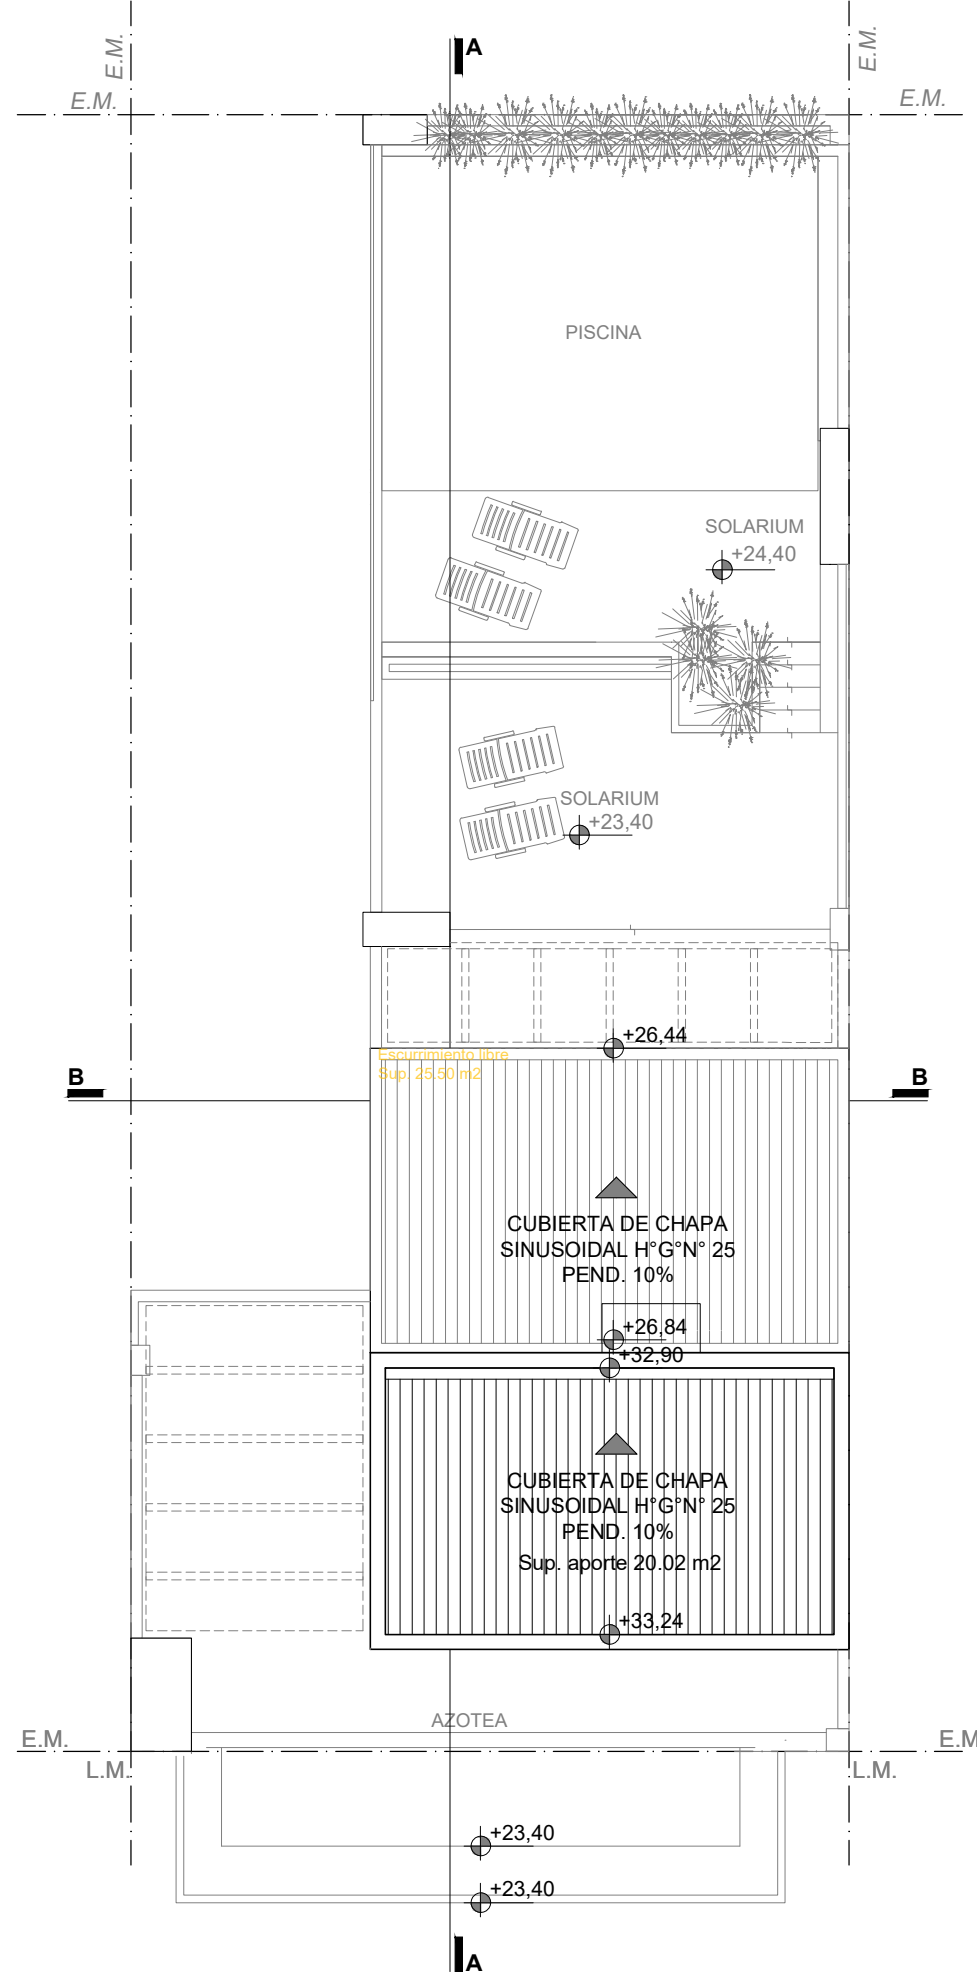 A
E.M.
E.M.
E.M.
E.M.
PISCINA
SOLARIUM
+24,40
SOLARIUM
+23,40
+26,44
Escurrimiento libre
Sup. 25.50 m2
B
B
CUBIERTA DE CHAPA
SINUSOIDAL H°G°N° 25
PEND. 10%
+26,84
+32,90
CUBIERTA DE CHAPA
SINUSOIDAL H°G°N° 25
PEND. 10%
Sup. aporte 20.02 m2
+33,24
AZOTEA
E.M.
E.M
L.M.
L.M.
+23,40
+23,40
A